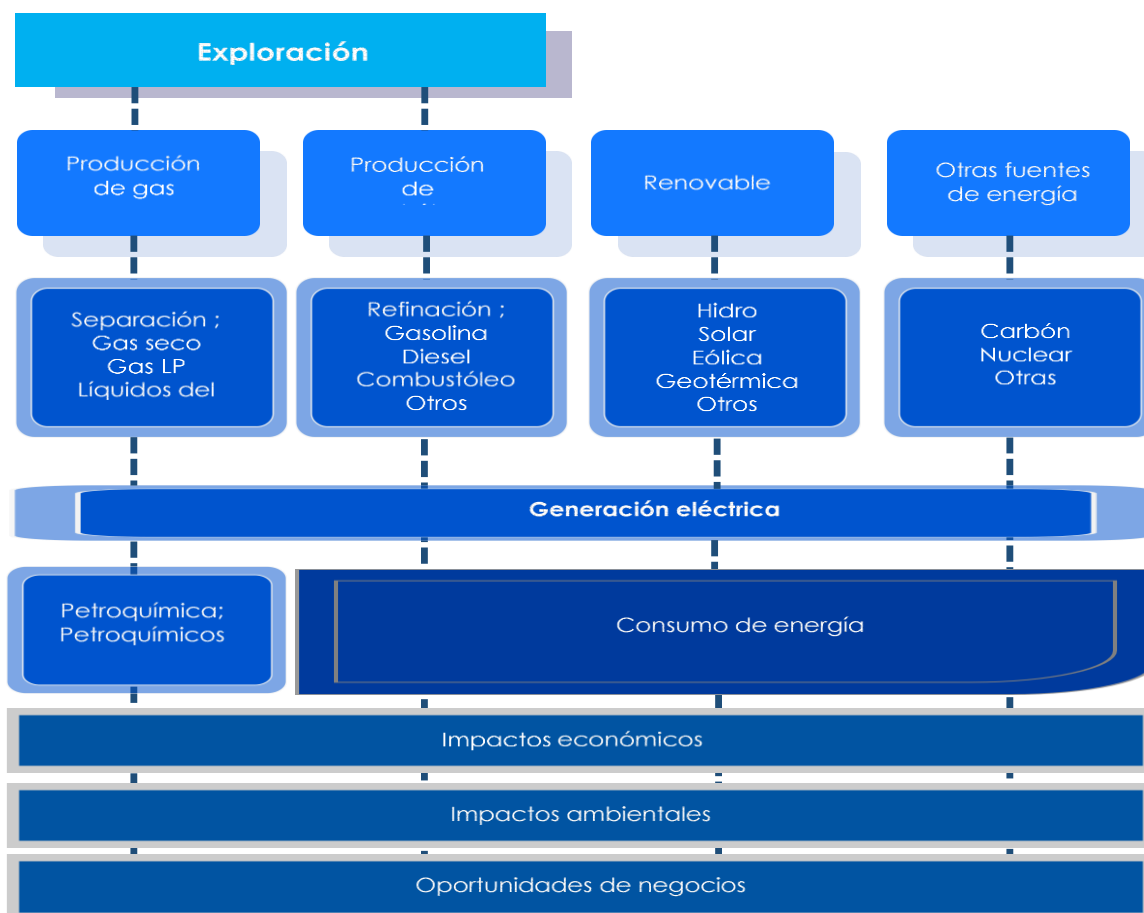 Exploración
Producción
de gas
Producción
de
Renovable
Otras fuentes
de energía
Separación ;
Gas seco
Gas LP
Líquidos del
Refinación ;
Gasolina
Diesel
Combustóleo
Otros
Hidro
Solar
Eólica
Geotérmica
Otros
Carbón
Nuclear
Otras
Generación eléctrica
Petroquímica;
Petroquímicos
Consumo de energía
Impactos económicos
Impactos ambientales
Oportunidades de negocios